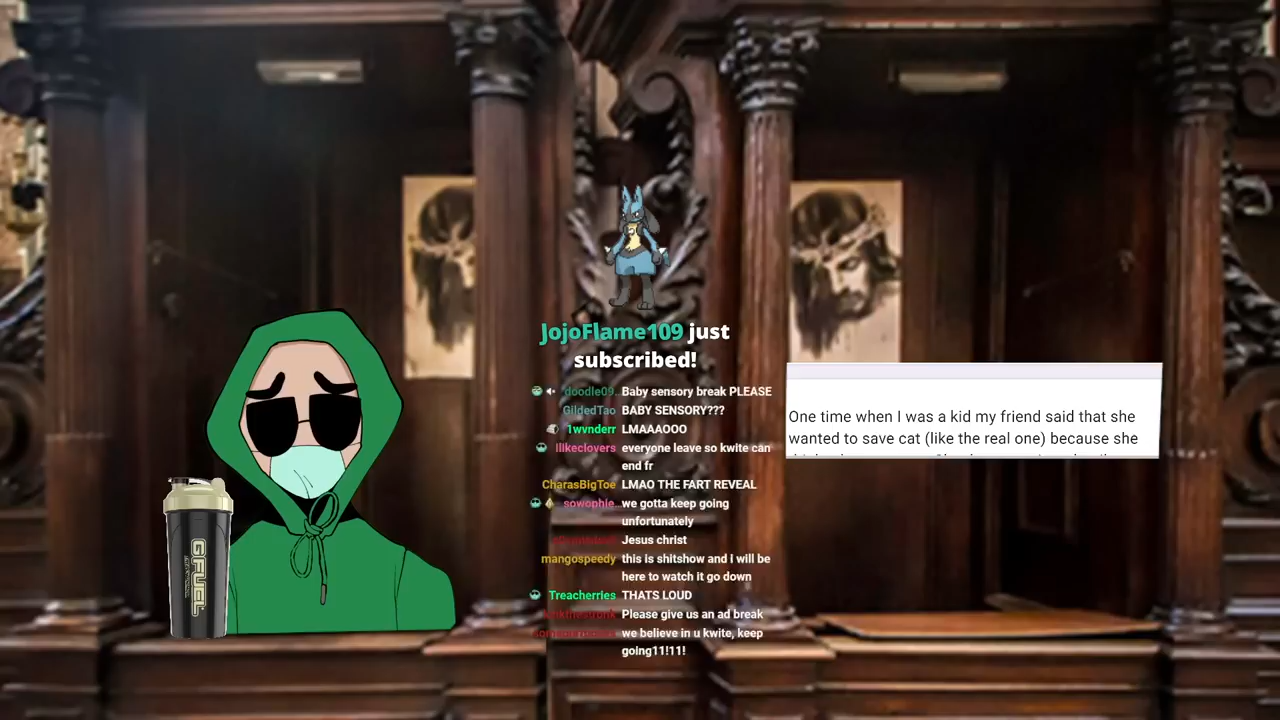 JojoFlame109 just
subscribed!
doodle09. Baby sensory break PLEASE
GildedTao BABY SENSORY???
1wvnderr LMAAAOOO
llikeclovers everyone leave so kwite can
end fr
CharasBigToe LMAO THE FART REVEAL
sowophie we gotta keep going
unfortunately
Jesus christ
mangospeedy this is shitshow and I will be
here to watch it go down
Treacherries THATS LOUD
Please give us an ad break
we believe in u kwite, keep
going11!11!
One time when I was a kid my friend said that she
wanted to save cat (like the real one) because she
GFUEL